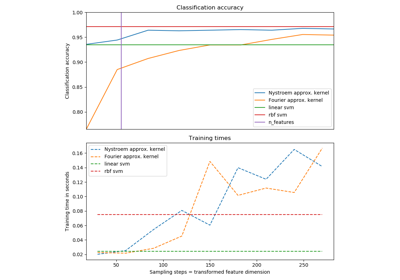 Classification accuracy
1.00
0.95
0.90
0.85
0.80
Classification accuracy
Nystroem approx. kernel
Fourier approx. kernel
linear svm
rbf svm
n_features
Training times
Nystroem approx. kernel
Fourier approx. kernel
linear svm
rbf svm
0.16
0.14
0.12
0.10
0.08
0.06
0.04
0.02
Training time in seconds
50
100
150
200
250
Sampling steps = transformed feature dimension